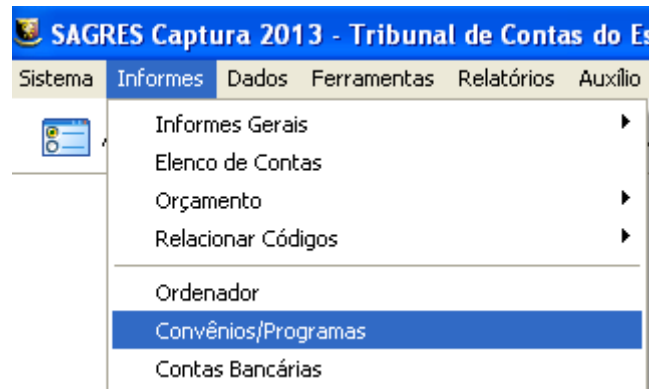 SAGRES Captura 2013 - Tribunal de Contas do Es
Sistema Informes Dados Ferramentas Relatórios Auxílio
Informes Gerais
Elenco de Contas
Orçamento
Relacionar Códigos
Ordenador
Convênios/Programas
Contas Bancárias